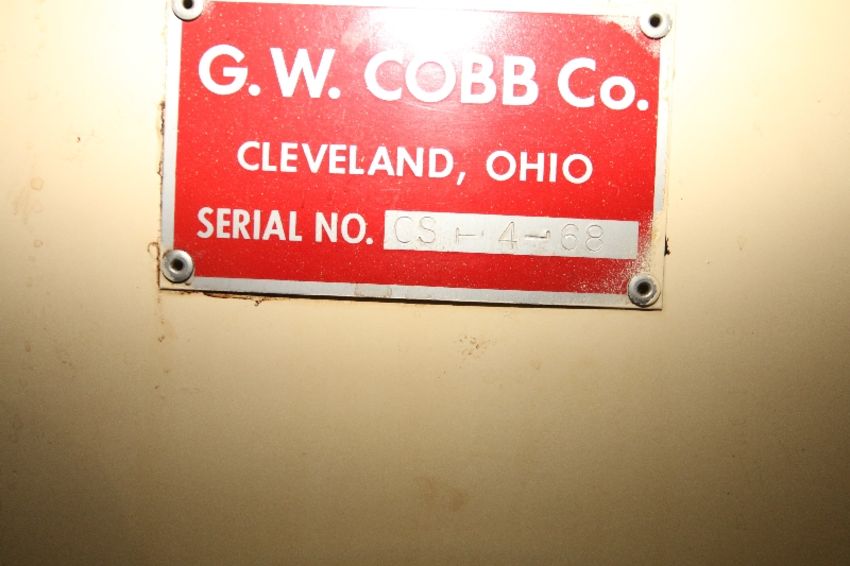 G.W. COBB Co.
CLEVELAND, OHIO
SERIAL NO. CS - 4-68